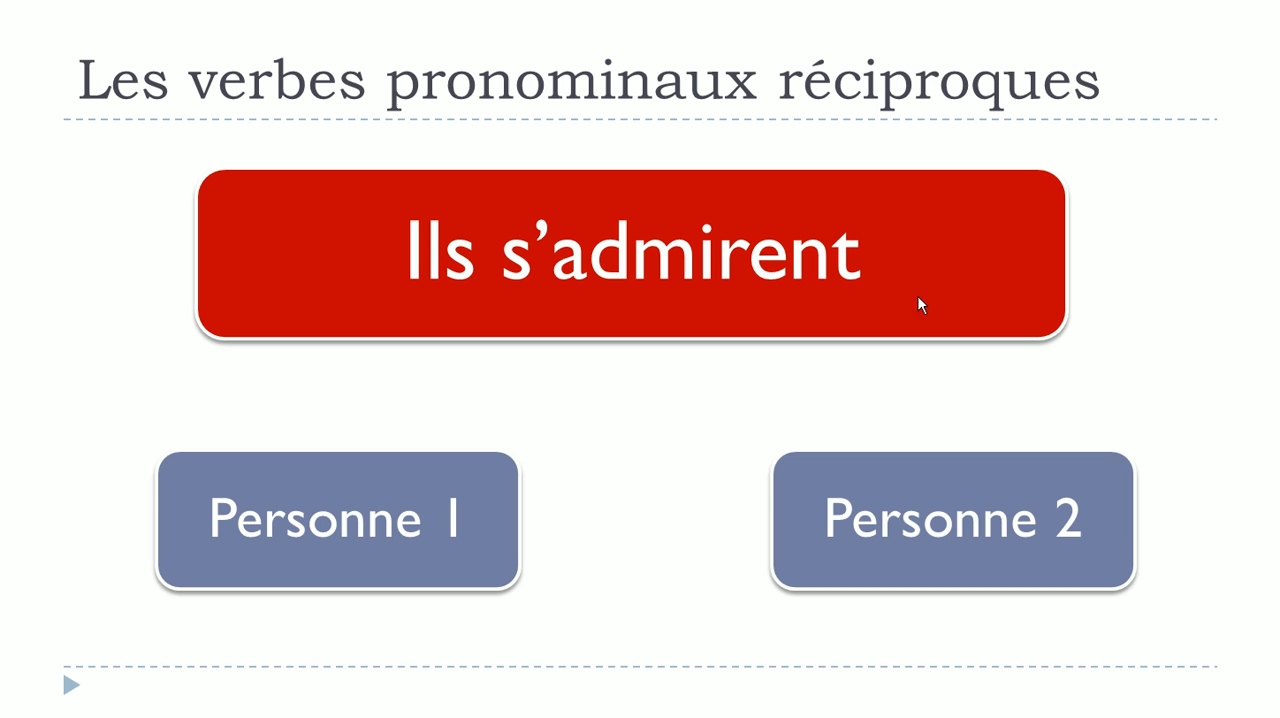 Les verbes pronominaux réciproques
Ils s’admirent
Personne 1
Personne 2